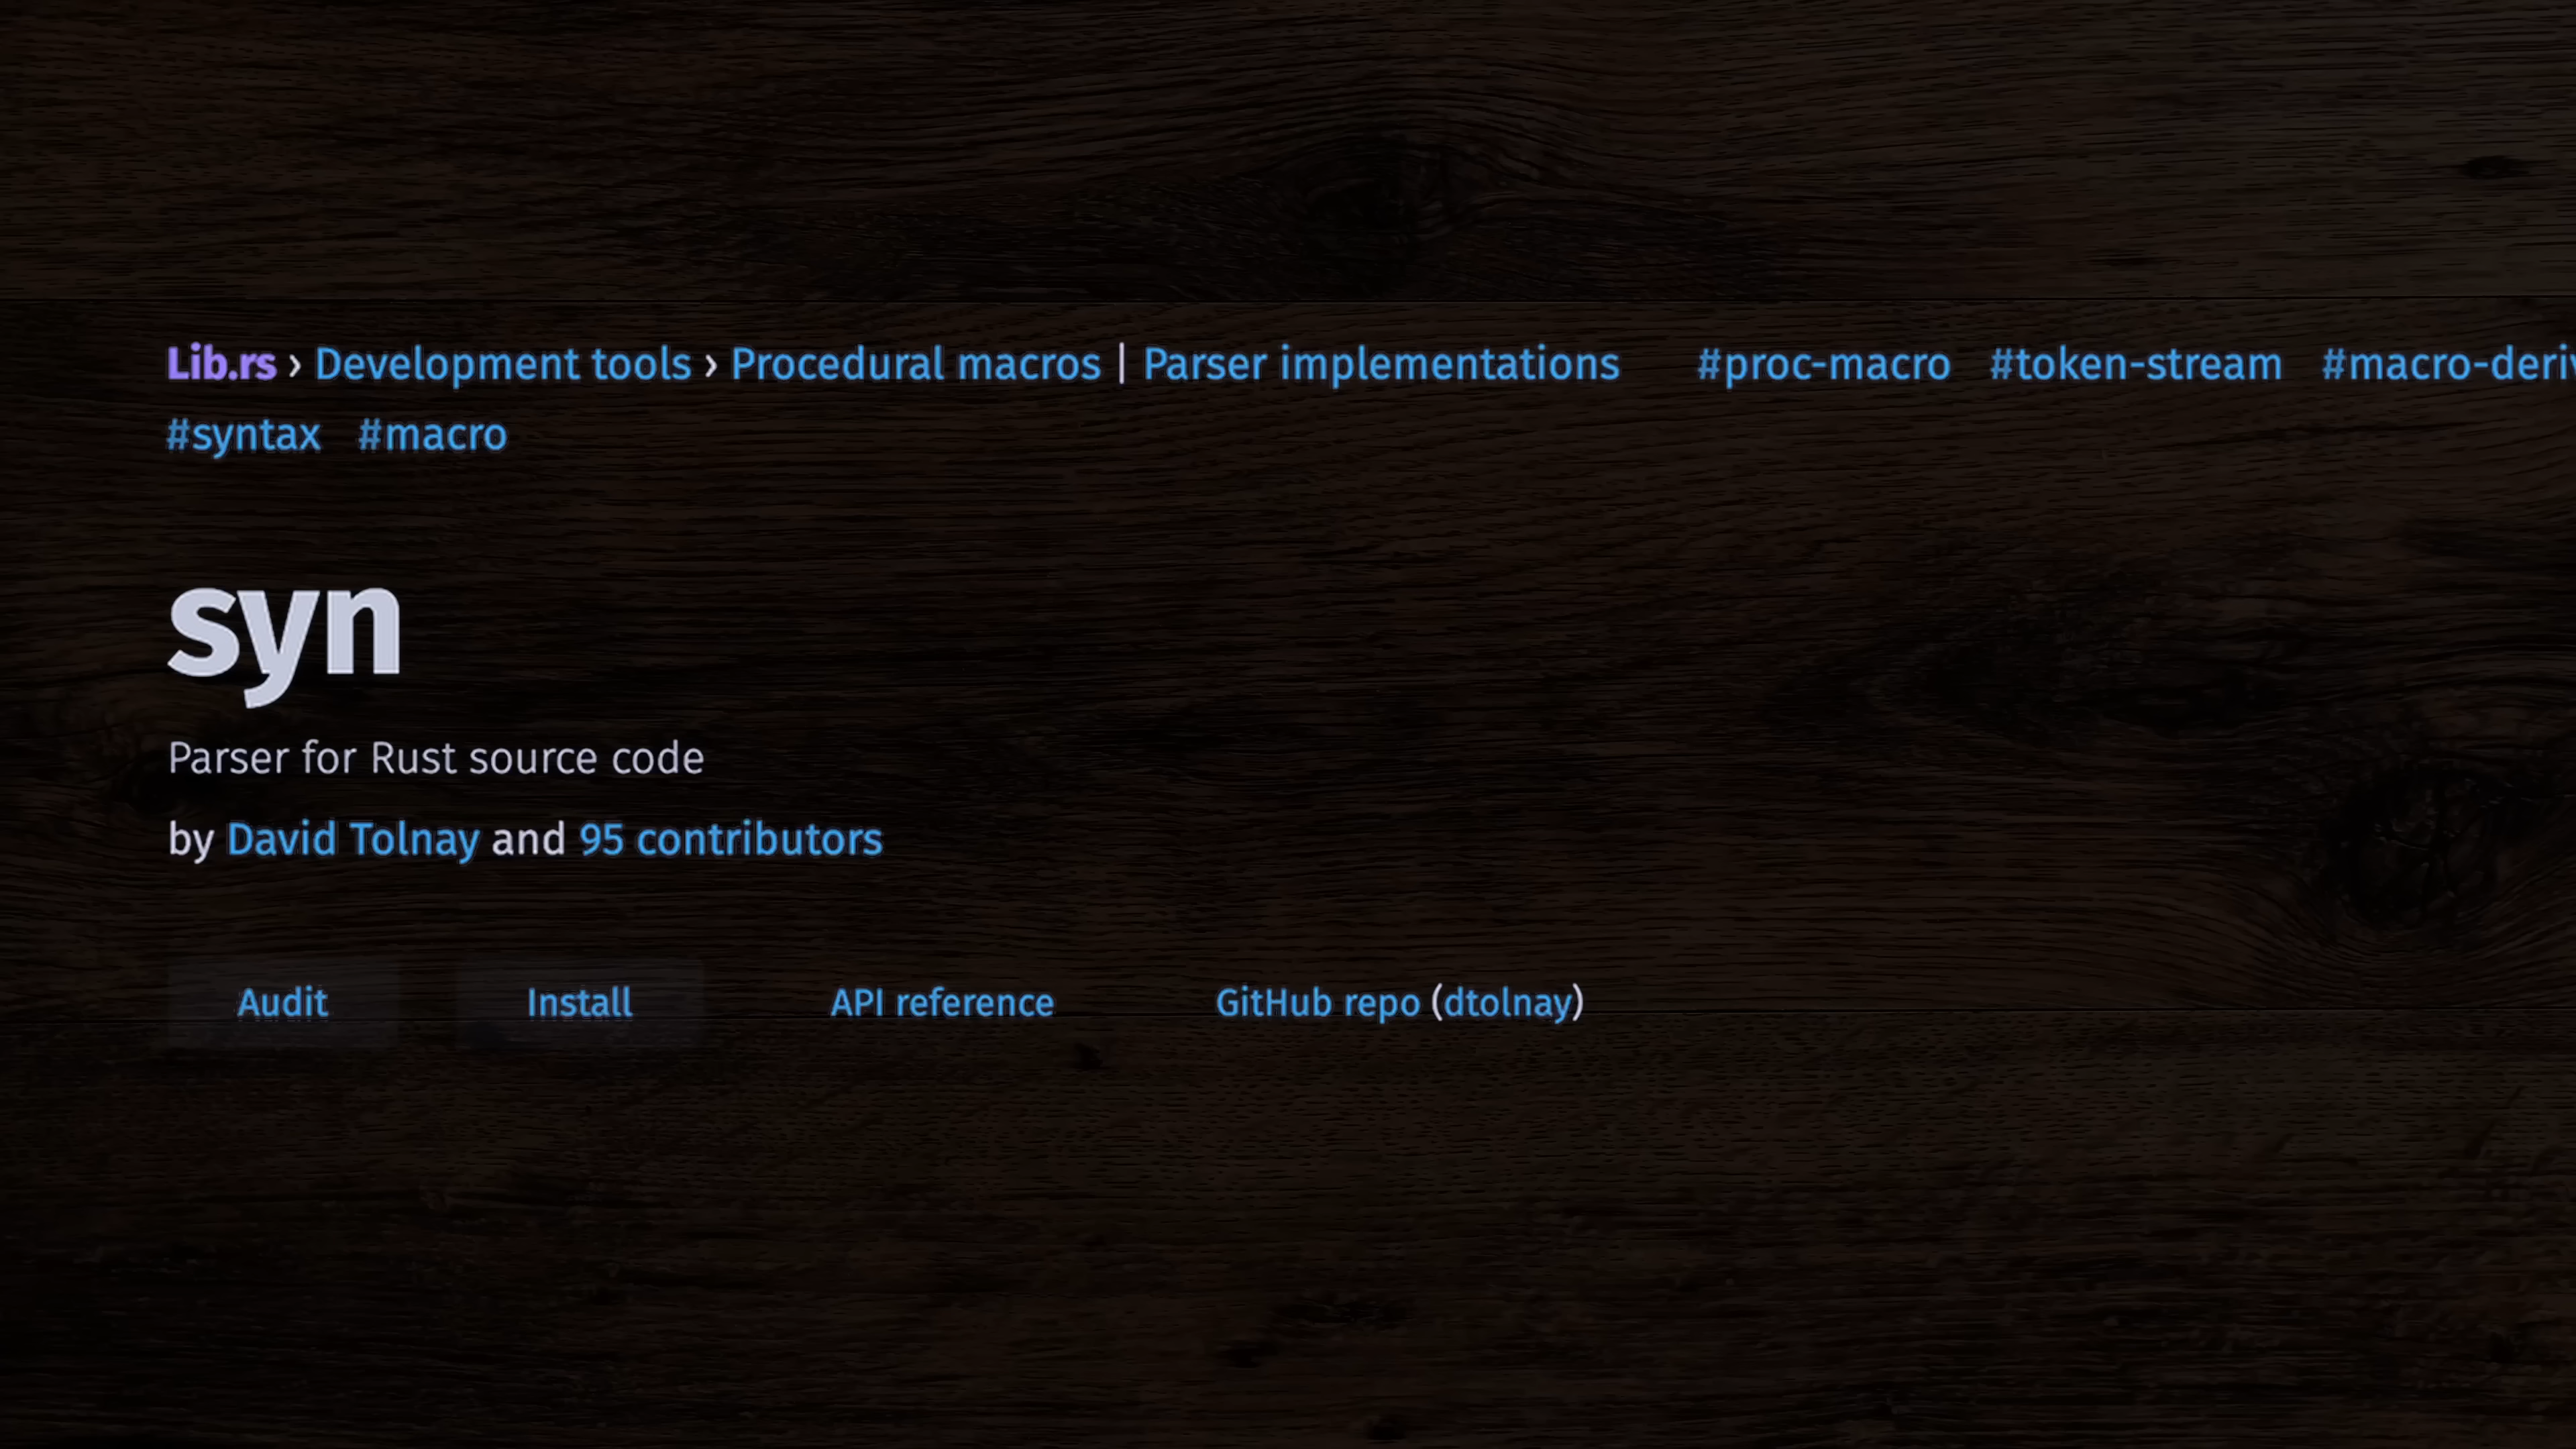 Lib.rs › Development tools › Procedural macros | Parser implementations #proc-macro #token-stream
#syntax #macro
syn
Parser for Rust source code
by David Tolnay and 95 contributors
Audit Install API reference GitHub repo (dtolnay)